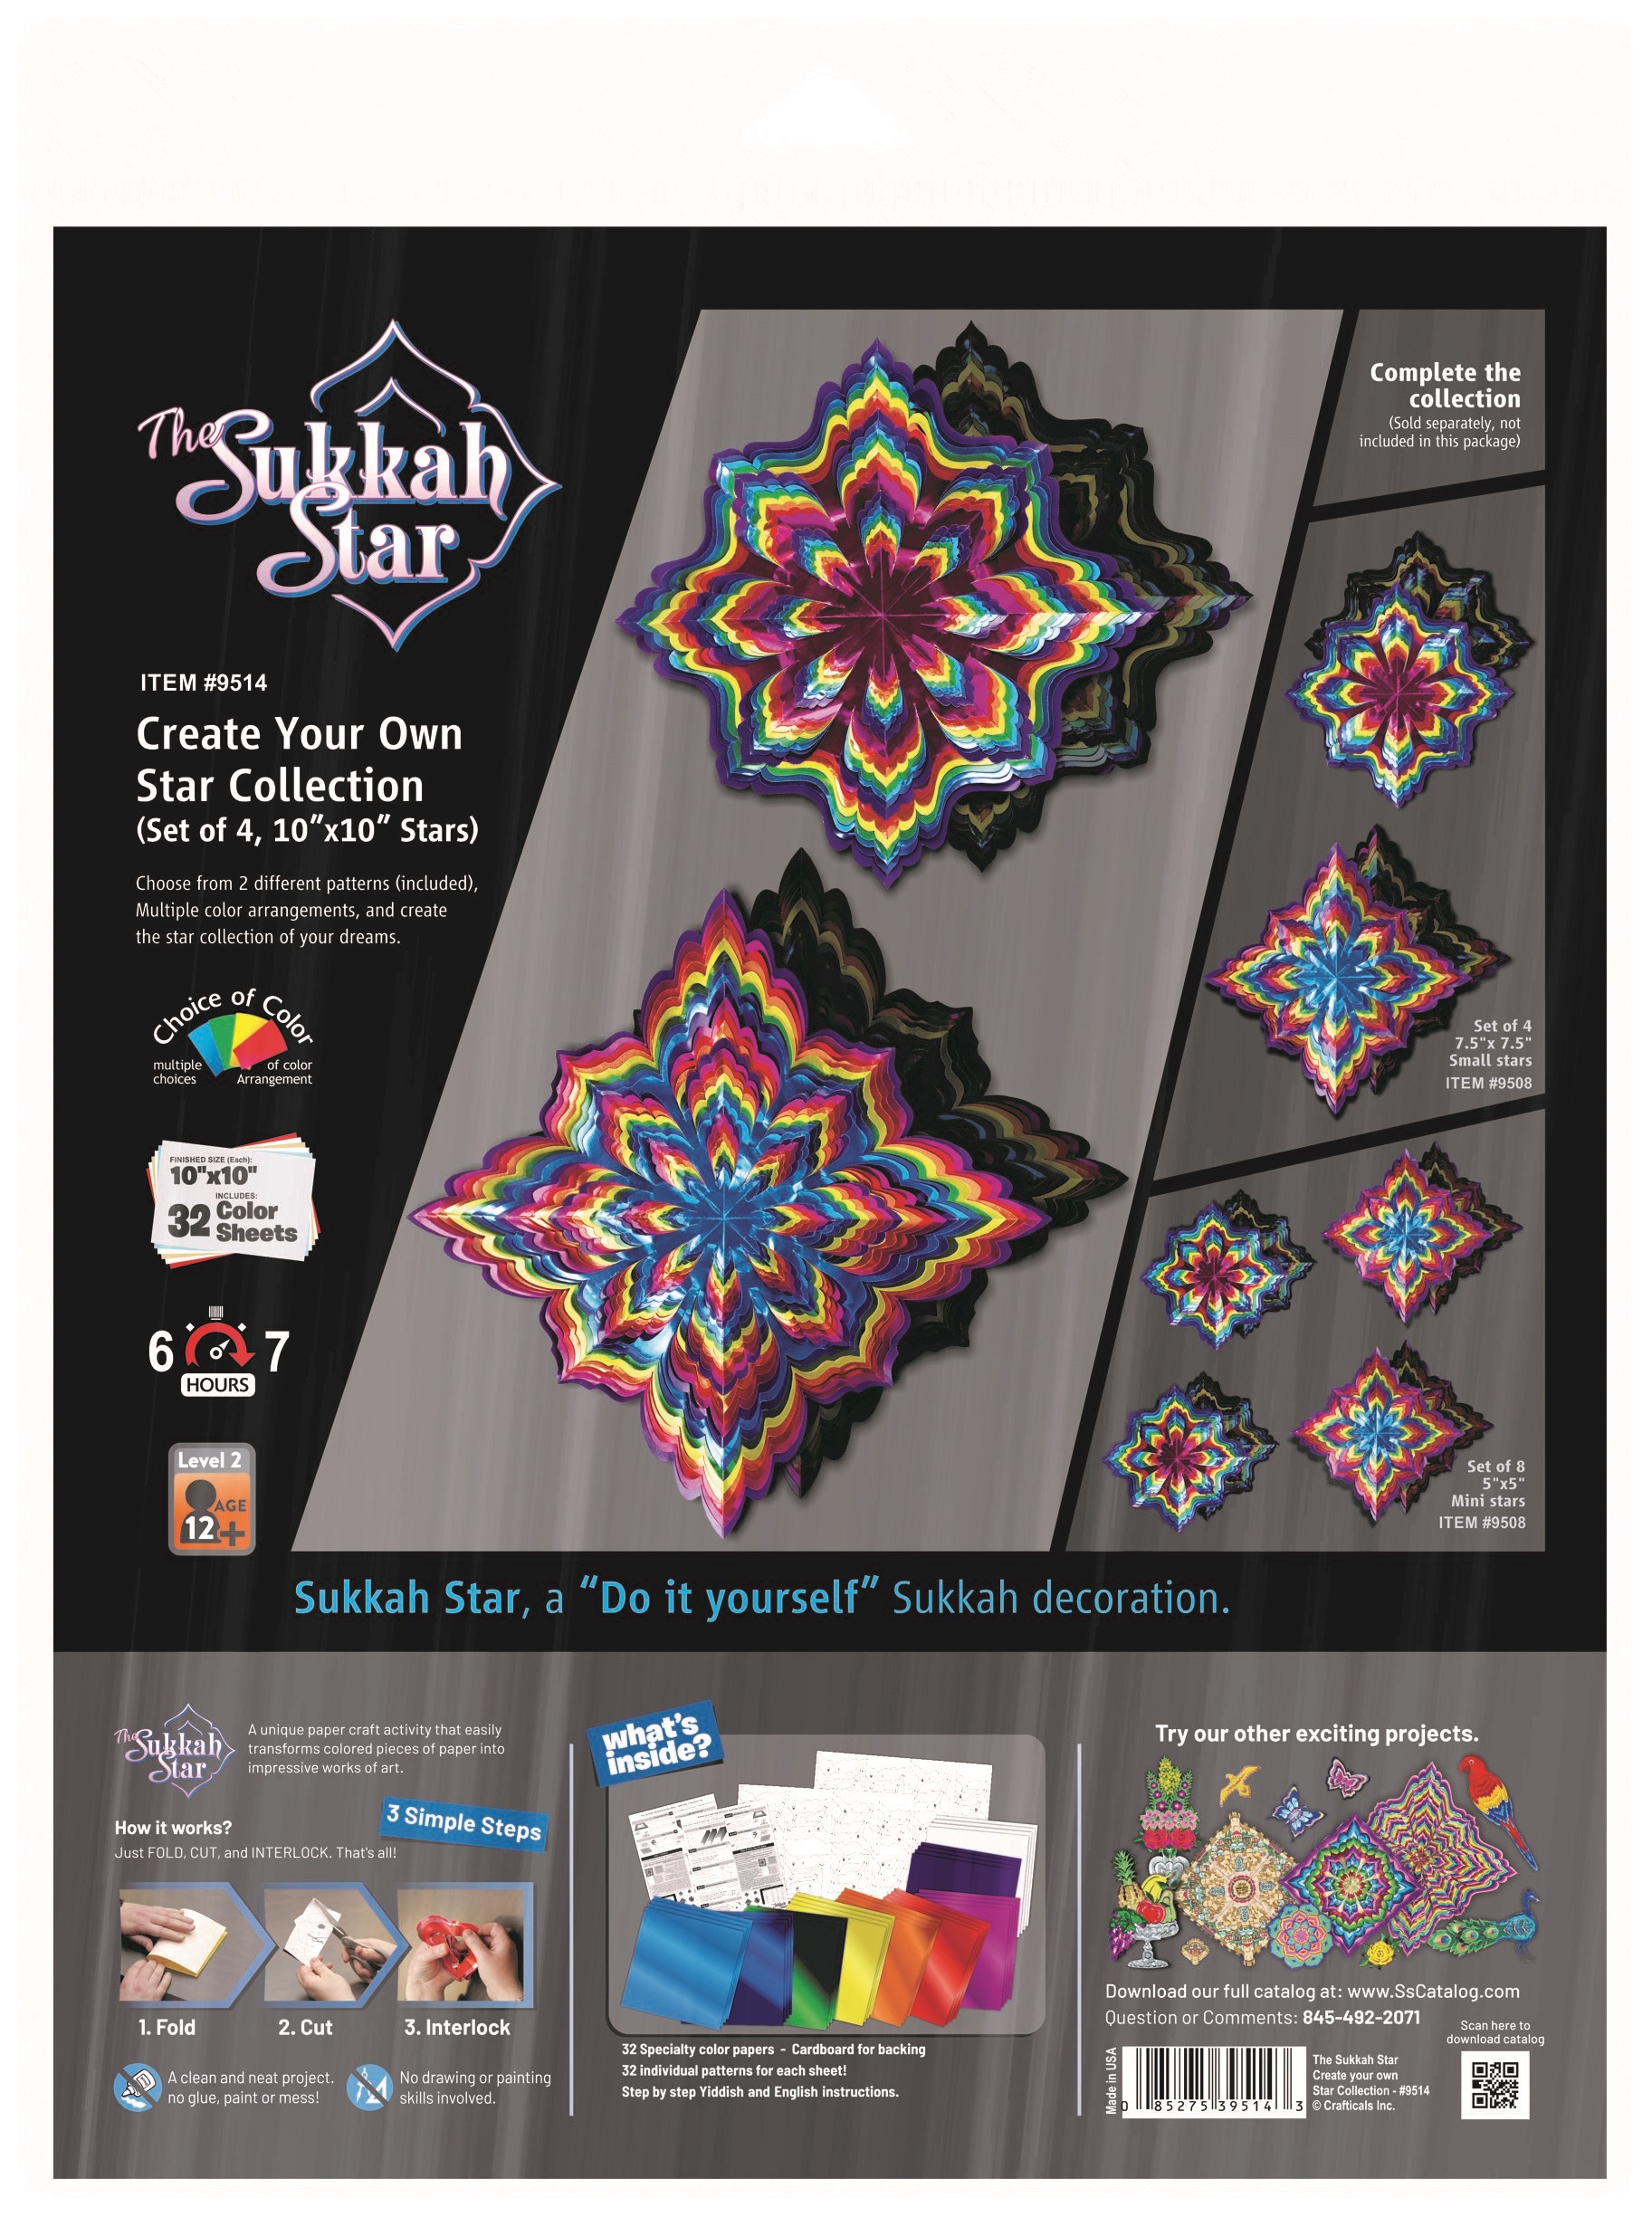 The
Sukkah
Star
ITEM #9514
Create Your Own
Star Collection
(Set of 4, 10”x10” Stars)
Choose from 2 different patterns (included),
Multiple color arrangements, and create
the star collection of your dreams.
Choice of Color
multiple choices
of color Arrangement
FINISHED SIZE (Each):
10"x10"
INCLUDES:
32 Color Sheets
6 7
HOURS
Level 2
AGE
12+
Complete the
collection
(Sold separately, not
included in this package)
Set of 4
7.5"x 7.5"
Small stars
ITEM #9508
Set of 8
5"x5"
Mini stars
ITEM #9508
Sukkah Star, a “Do it yourself” Sukkah decoration.
The
Sukkah
Star
A unique paper craft activity that easily
transforms colored pieces of paper into
impressive works of art.
3 Simple Steps
How it works?
Just FOLD, CUT, and INTERLOCK. That's all!
1. Fold
2. Cut
3. Interlock
A clean and neat project.
no glue, paint or mess!
No drawing or painting
skills involved.
what's
inside?
32 Specialty color papers - Cardboard for backing
32 individual patterns for each sheet!
Step by step Yiddish and English instructions.
Try our other exciting projects.
Download our full catalog at: www.SsCatalog.com
Question or Comments: 845-492-2071
Scan here to
download catalog
Made in USA
0 85275 39514 3
The Sukkah Star
Create your own
Star Collection - #9514
© Crafticals Inc.